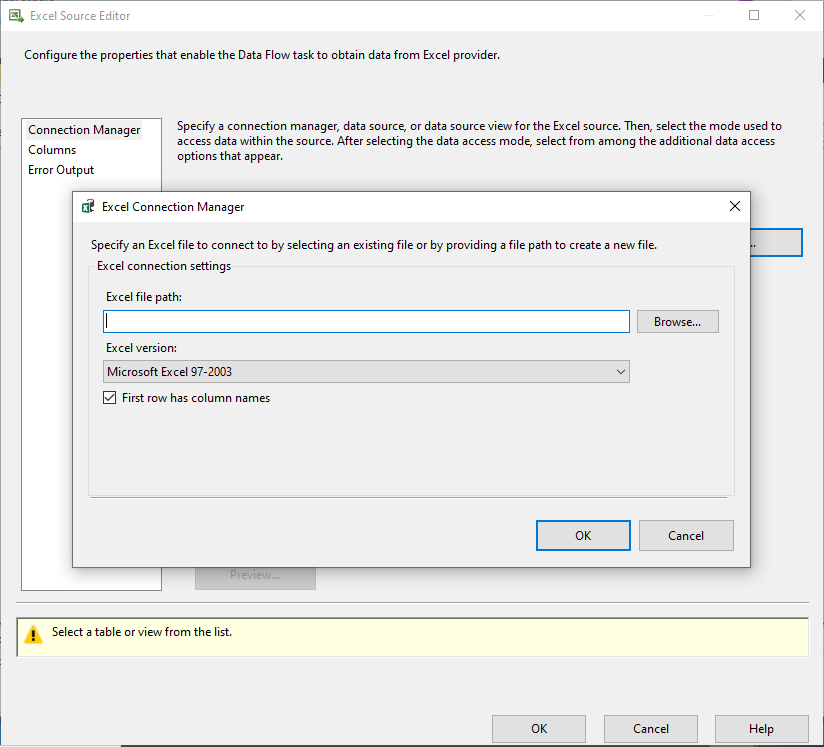 Excel Source Editor
Configure the properties that enable the Data Flow task to obtain data from Excel provider.
Connection Manager
Columns
Error Output
Specify a connection manager, data source, or data source view for the Excel source. Then, select the mode used to
access data within the source. After selecting the data access mode, select from among the additional data access
options that appear.
Excel Connection Manager
Specify an Excel file to connect to by selecting an existing file or by providing a file path to create a new file.
Excel connection settings
Excel file path:
Browse...
Excel version:
Microsoft Excel 97-2003
First row has column names
OK
Cancel
Preview...
Select a table or view from the list.
OK
Cancel
Help